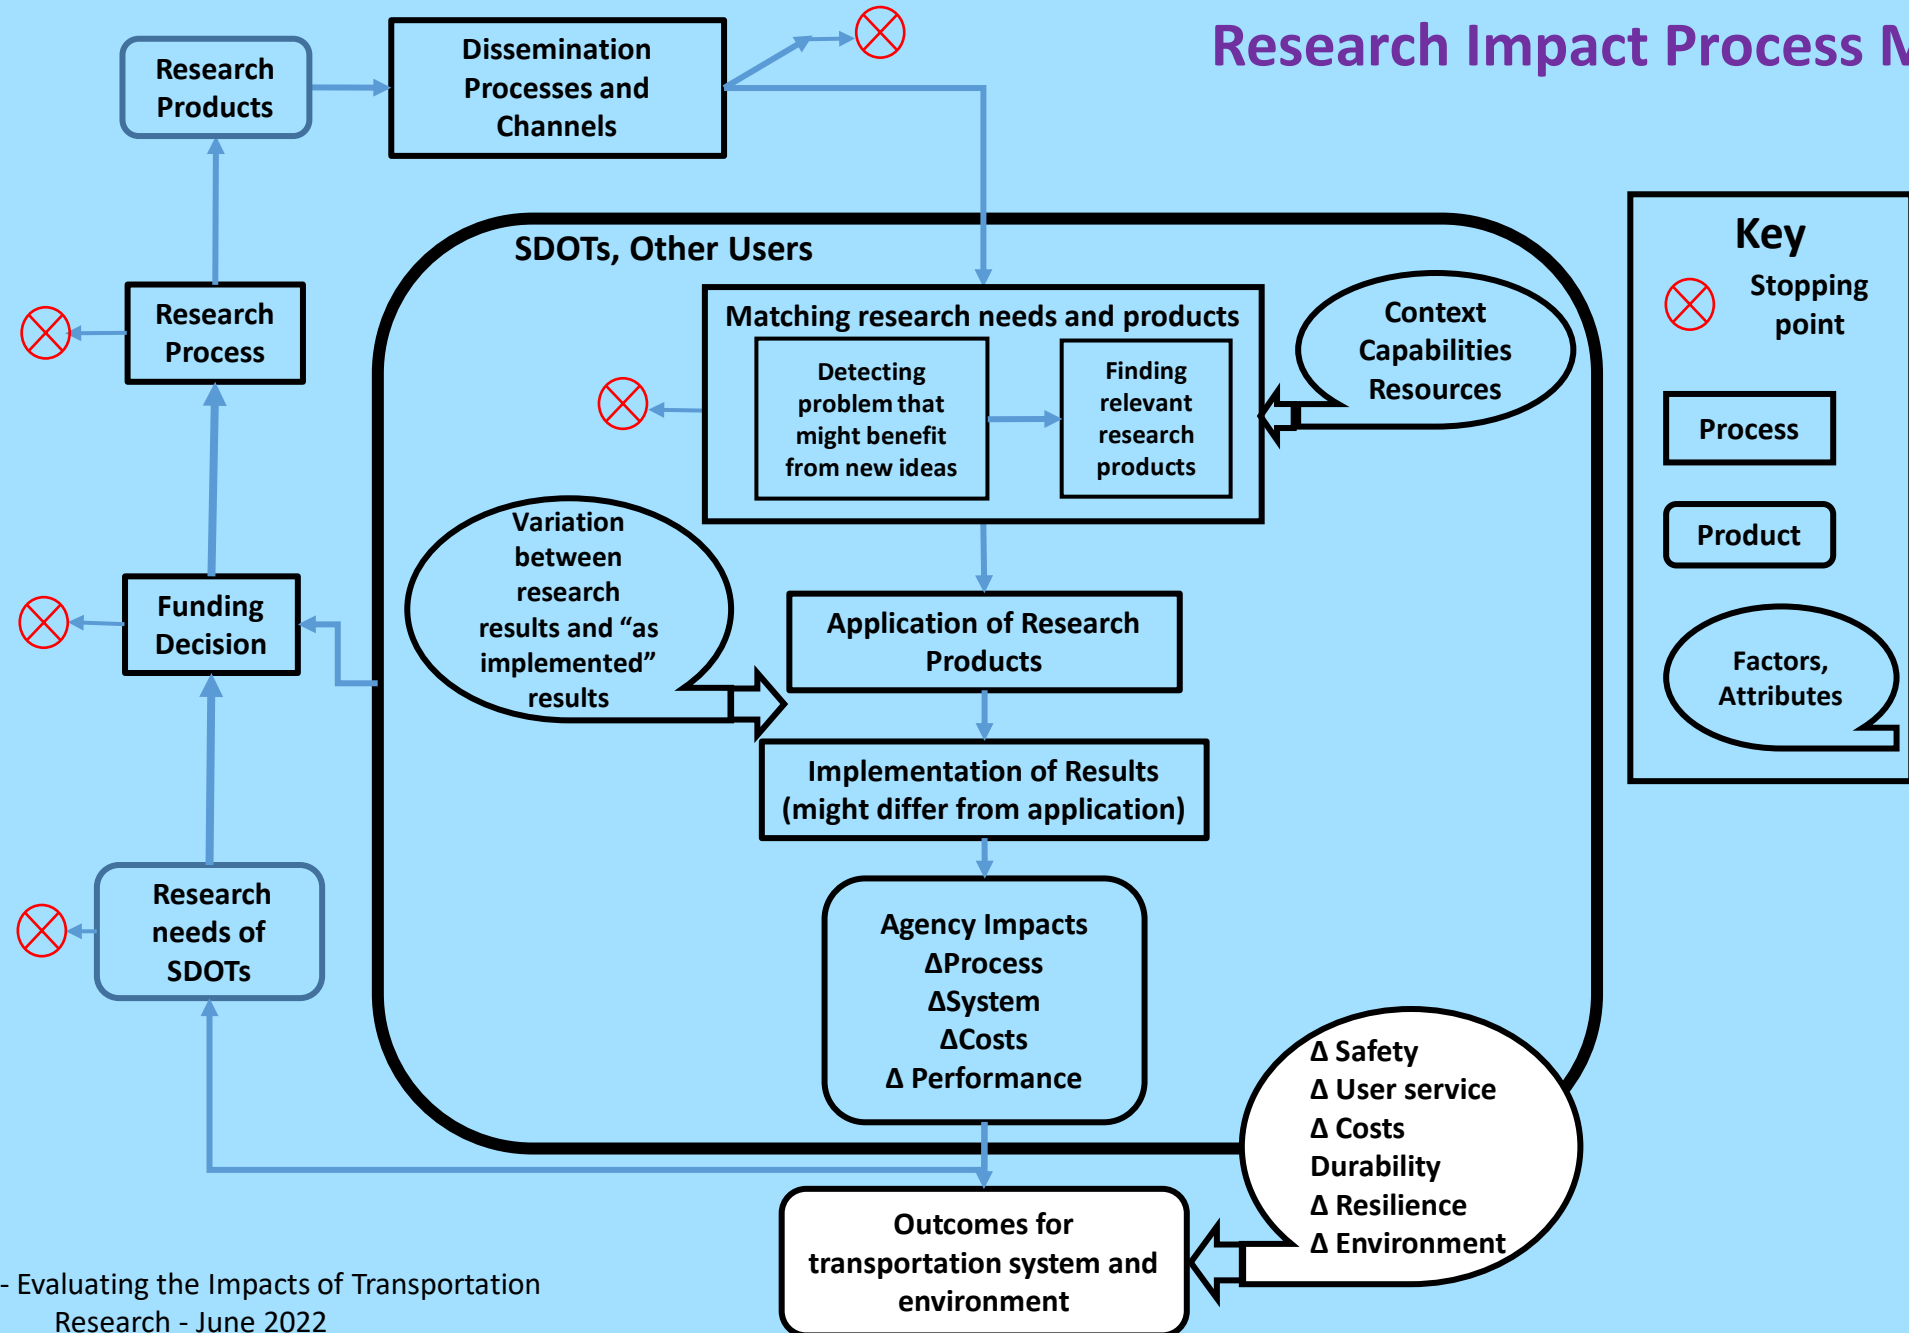 Research Impact Process M
Research
Products
Dissemination
Processes and
Channels
SDOTs, Other Users
Key
Stopping
point
Process
Product
Factors,
Attributes
Research
Process
Matching research needs and products
Detecting
problem that
might benefit
from new ideas
Finding
relevant
research
products
Context
Capabilities
Resources
Variation
between
research
results and “as
implemented”
results
Funding
Decision
Application of Research
Products
Implementation of Results
(might differ from application)
Research
needs of
SDOTs
Agency Impacts
ΔProcess
ΔSystem
ΔCosts
Δ Performance
Δ Safety
Δ User service
Δ Costs
Durability
Δ Resilience
Δ Environment
Outcomes for
transportation system and
environment
- Evaluating the Impacts of Transportation
Research - June 2022